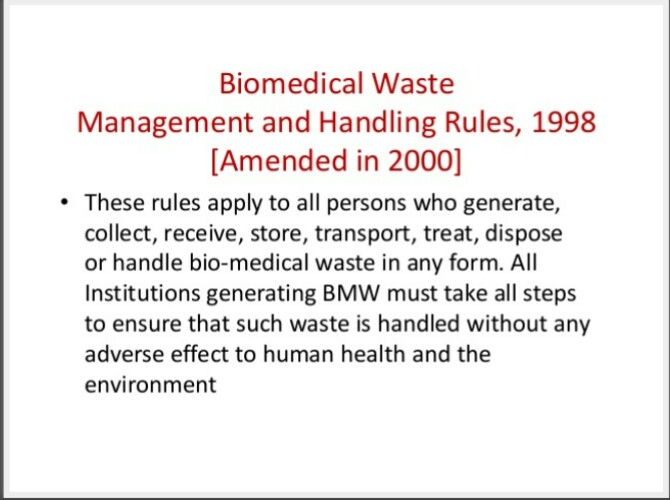 Biomedical Waste
Management and Handling Rules, 1998
[Amended in 2000]
• These rules apply to all persons who generate,
collect, receive, store, transport, treat, dispose
or handle bio-medical waste in any form. All
Institutions generating BMW must take all steps
to ensure that such waste is handled without any
adverse effect to human health and the
environment